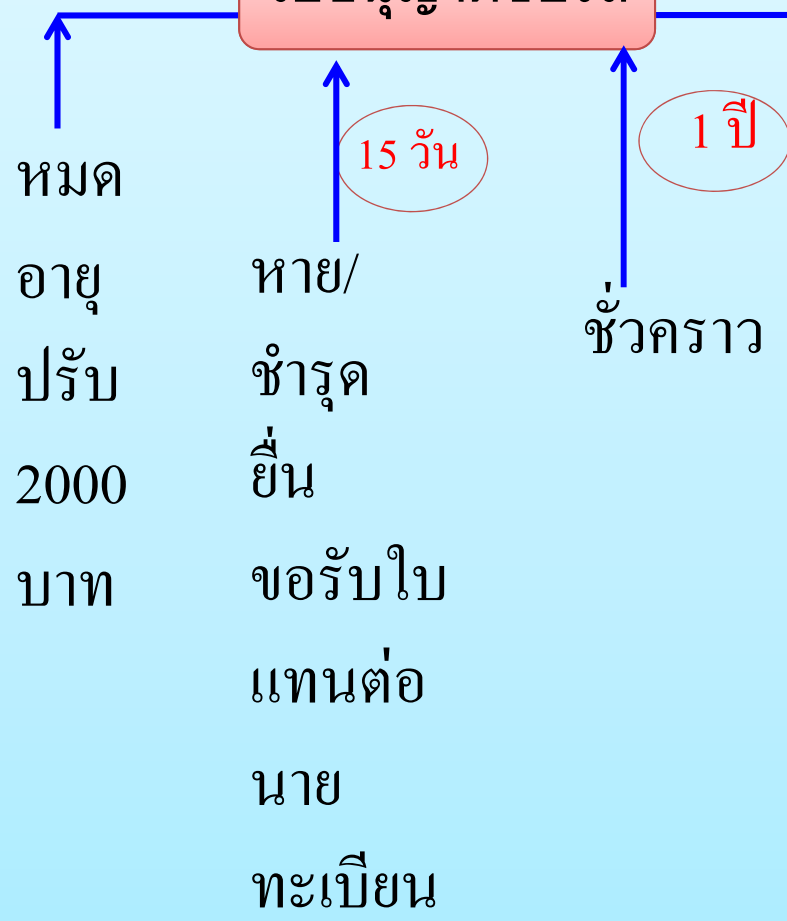 15 วัน
1 ปี
หมด
อายุ
ปรับ
2000
บาท
หาย/
ชำรุด
ยื่น
ขอรับใบ
แทนต่อ
นาย
ทะเบียน
ชั่วคราว